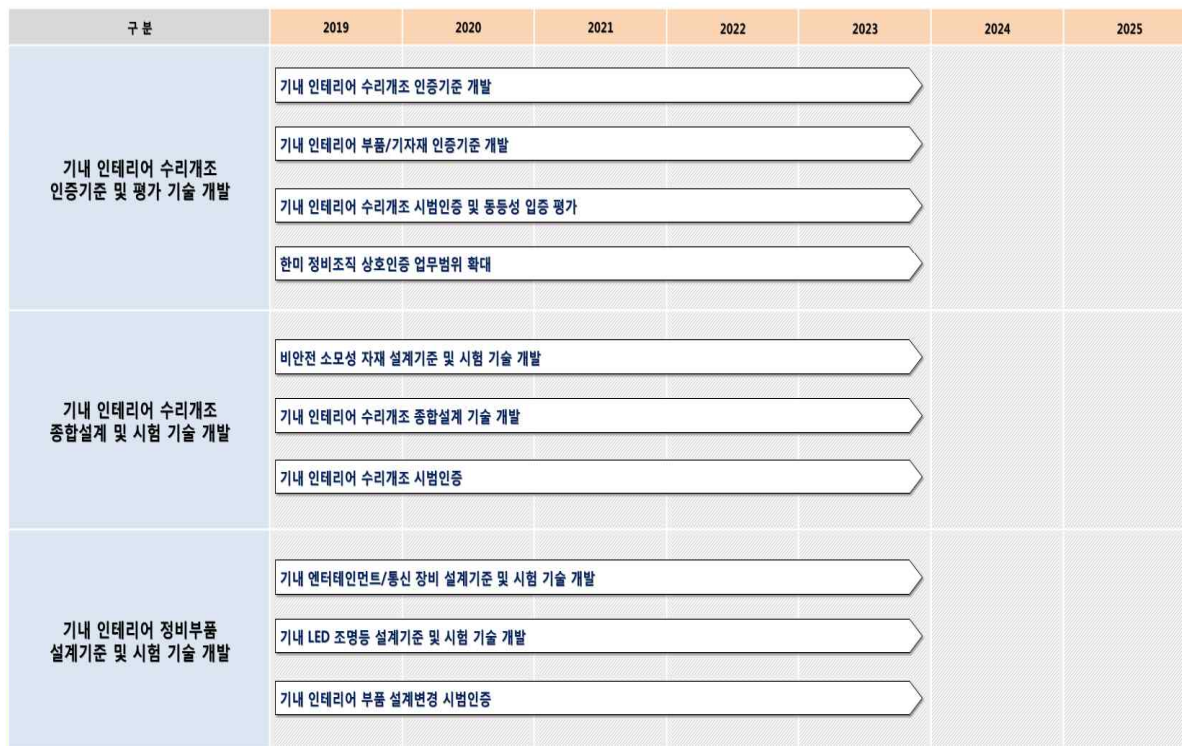 구 분
2019
2020
2021
2022
2023
2024
2025
기내 인테리어 수리개조
인증기준 및 평가 기술 개발
기내 인테리어 수리개조 인증기준 개발
기내 인테리어 부품/기자재 인증기준 개발
기내 인테리어 수리개조 시범인증 및 동등성 입증 평가
한미 정비조직 상호인증 업무범위 확대
기내 인테리어 수리개조
종합설계 및 시험 기술 개발
비안전 소모성 자재 설계기준 및 시험 기술 개발
기내 인테리어 수리개조 종합설계 기술 개발
기내 인테리어 수리개조 시범인증
기내 인테리어 정비부품
설계기준 및 시험 기술 개발
기내 엔터테인먼트/통신 장비 설계기준 및 시험 기술 개발
기내 LED 조명등 설계기준 및 시험 기술 개발
기내 인테리어 부품 설계변경 시범인증